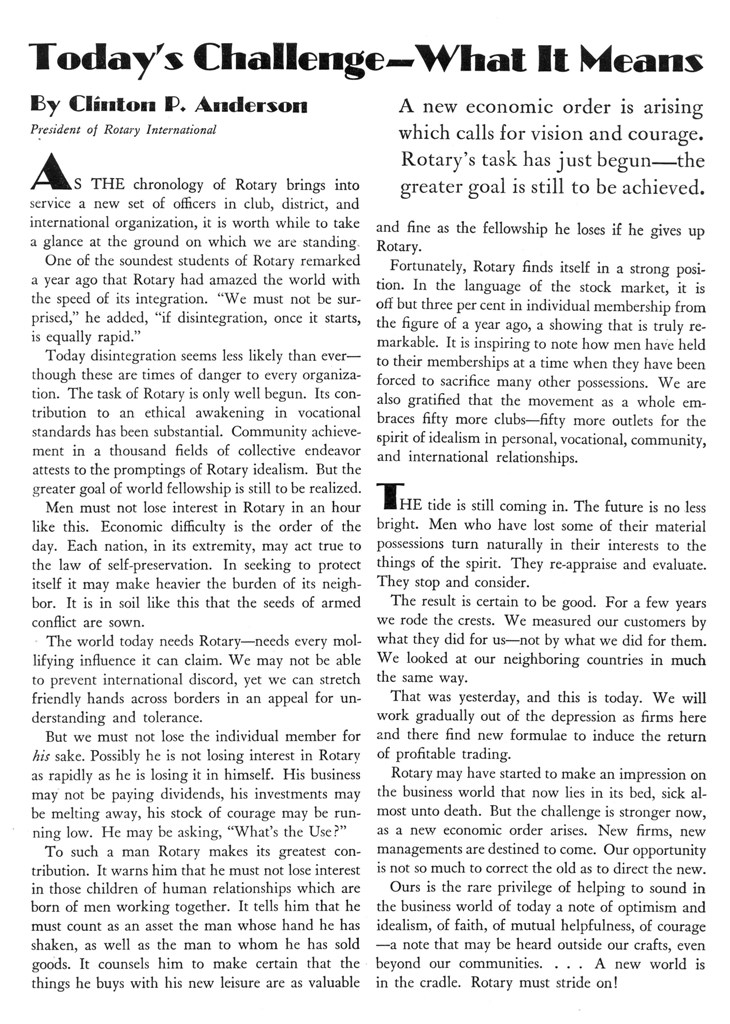 Today's Challenge—What It Means
By Clinton P. Anderson
President of Rotary International
A new economic order is arising
which calls for vision and courage.
Rotary's task has just begun—the
greater goal is still to be achieved.
AS THE chronology of Rotary brings into
service a new set of officers in club, district, and
international organization, it is worth while to take
a glance at the ground on which we are standing.
One of the soundest students of Rotary remarked
a year ago that Rotary had amazed the world with
the speed of its integration. “We must not be sur-
prised,” he added, “if disintegration, once it starts,
is equally rapid.”
Today disintegration seems less likely than ever—
though these are times of danger to every organiza-
tion. The task of Rotary is only well begun. Its con-
tribution to an ethical awakening in vocational
standards has been substantial. Community achieve-
ment in a thousand fields of collective endeavor
attests to the promptings of Rotary idealism. But the
greater goal of world fellowship is still to be realized.
Men must not lose interest in Rotary in an hour
like this. Economic difficulty is the order of the
day. Each nation, in its extremity, may act true to
the law of self-preservation. In seeking to protect
itself it may make heavier the burden of its neigh-
bor. It is in soil like this that the seeds of armed
conflict are sown.
The world today needs Rotary—needs every mol-
lifying influence it can claim. We may not be able
to prevent international discord, yet we can stretch
friendly hands across borders in an appeal for un-
derstanding and tolerance.
But we must not lose the individual member for
his sake. Possibly he is not losing interest in Rotary
as rapidly as he is losing it in himself. His business
may not be paying dividends, his investments may
be melting away, his stock of courage may be run-
ning low. He may be asking, “What's the Use?”
To such a man Rotary makes its greatest con-
tribution. It warns him that he must not lose interest
in those children of human relationships which are
born of men working together. It tells him that he
must count as an asset the man whose hand he has
shaken, as well as the man to whom he has sold
goods. It counsels him to make certain that the
things he buys with his new leisure are as valuable
and fine as the fellowship he loses if he gives up
Rotary.
Fortunately, Rotary finds itself in a strong posi-
tion. In the language of the stock market, it is
off but three per cent in individual membership from
the figure of a year ago, a showing that is truly re-
markable. It is inspiring to note how men have held
to their memberships at a time when they have been
forced to sacrifice many other possessions. We are
also gratified that the movement as a whole em-
braces fifty more clubs—fifty more outlets for the
spirit of idealism in personal, vocational, community,
and international relationships.
THE tide is still coming in. The future is no less
bright. Men who have lost some of their material
possessions turn naturally in their interests to the
things of the spirit. They re-appraise and evaluate.
They stop and consider.
The result is certain to be good. For a few years
we rode the crests. We measured our customers by
what they did for us—not by what we did for them.
We looked at our neighboring countries in much
the same way.
That was yesterday, and this is today. We will
work gradually out of the depression as firms here
and there find new formulae to induce the return
of profitable trading.
Rotary may have started to make an impression on
the business world that now lies in its bed, sick al-
most unto death. But the challenge is stronger now,
as a new economic order arises. New firms, new
managements are destined to come. Our opportunity
is not so much to correct the old as to direct the new.
Ours is the rare privilege of helping to sound in
the business world of today a note of optimism and
idealism, of faith, of mutual helpfulness, of courage
—a note that may be heard outside our crafts, even
beyond our communities. . . . A new world is
in the cradle. Rotary must stride on!